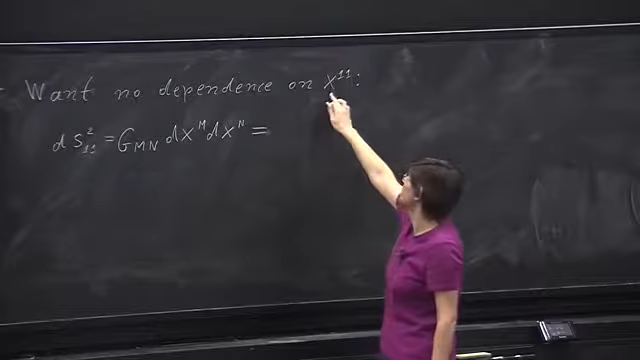 - Want no dependence on x^11:
dS_11^2 = G_MN dX^M dX^N =